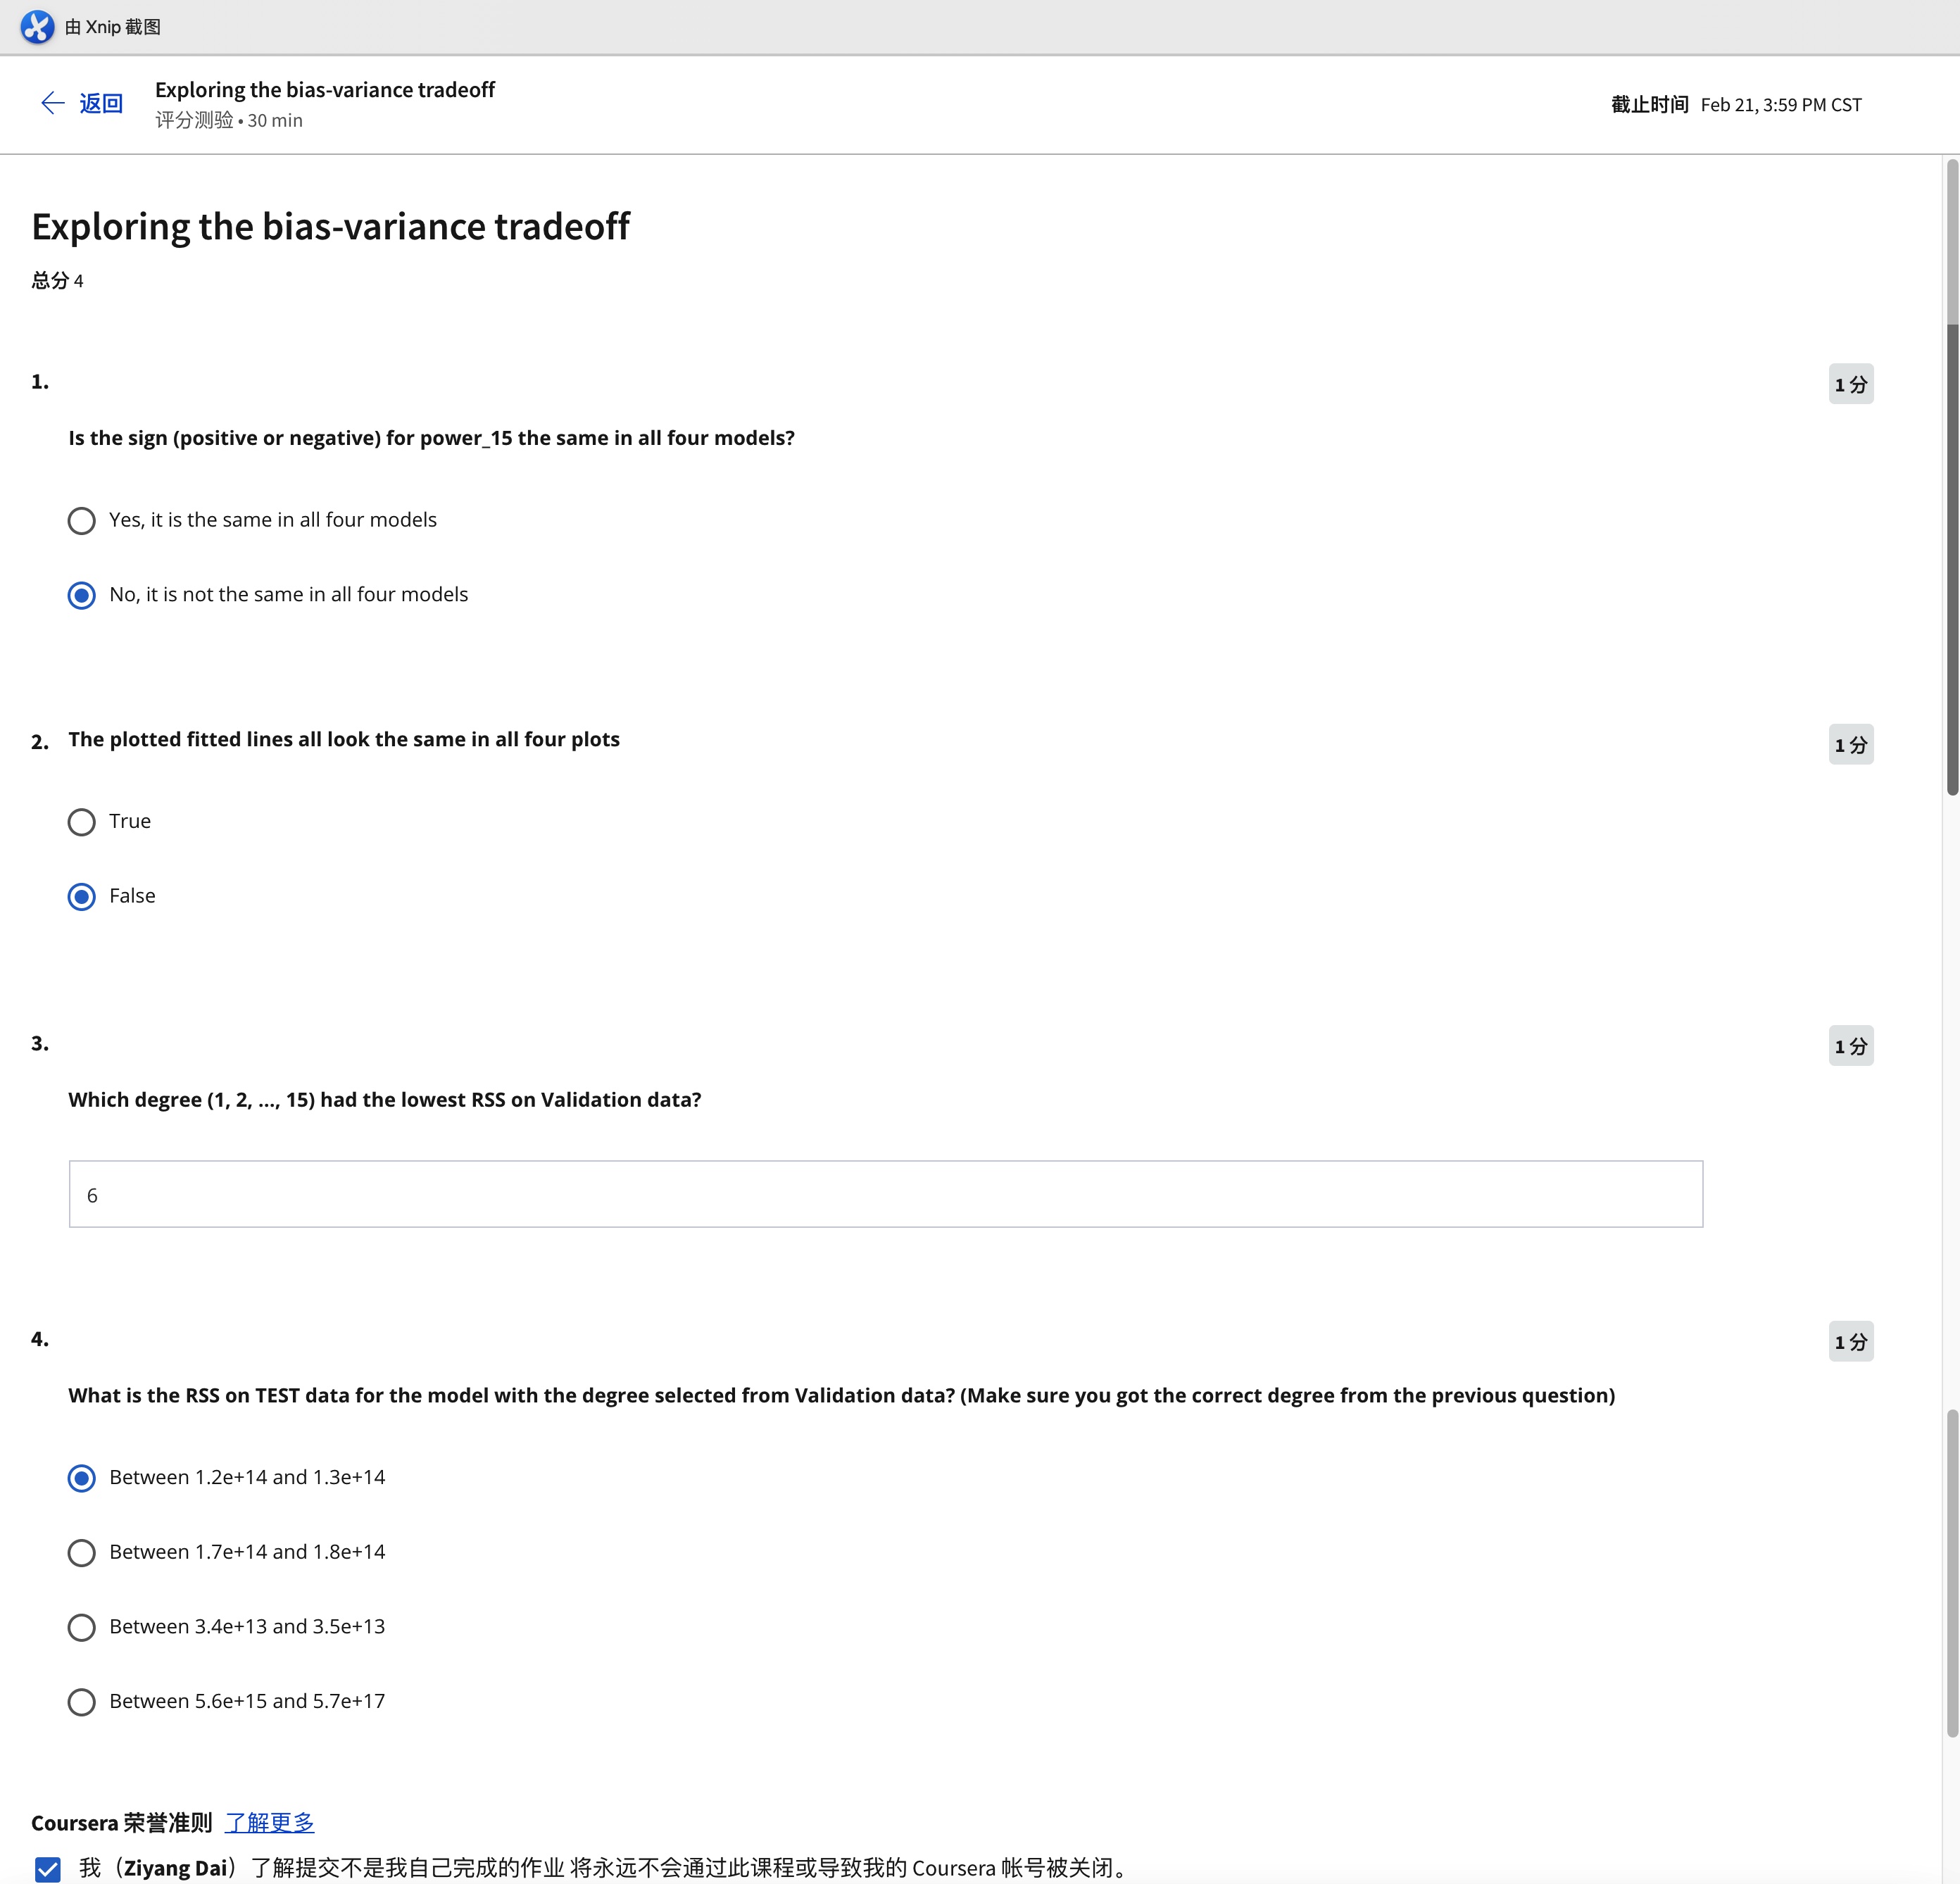 由 Xnip 截图
返回
Exploring the bias-variance tradeoff
评分测验 • 30 min
截止时间 Feb 21, 3:59 PM CST
Exploring the bias-variance tradeoff
总分 4
1.
1 分
Is the sign (positive or negative) for power_15 the same in all four models?
Yes, it is the same in all four models
No, it is not the same in all four models
2. The plotted fitted lines all look the same in all four plots
1 分
True
False
3.
1 分
Which degree (1, 2, ..., 15) had the lowest RSS on Validation data?
6
4.
1 分
What is the RSS on TEST data for the model with the degree selected from Validation data? (Make sure you got the correct degree from the previous question)
Between 1.2e+14 and 1.3e+14
Between 1.7e+14 and 1.8e+14
Between 3.4e+13 and 3.5e+13
Between 5.6e+15 and 5.7e+17
Coursera 荣誉准则 了解更多
我（Ziyang Dai）了解提交不是我自己完成的作业 将永远不会通过此课程或导致我的 Coursera 帐号被关闭。